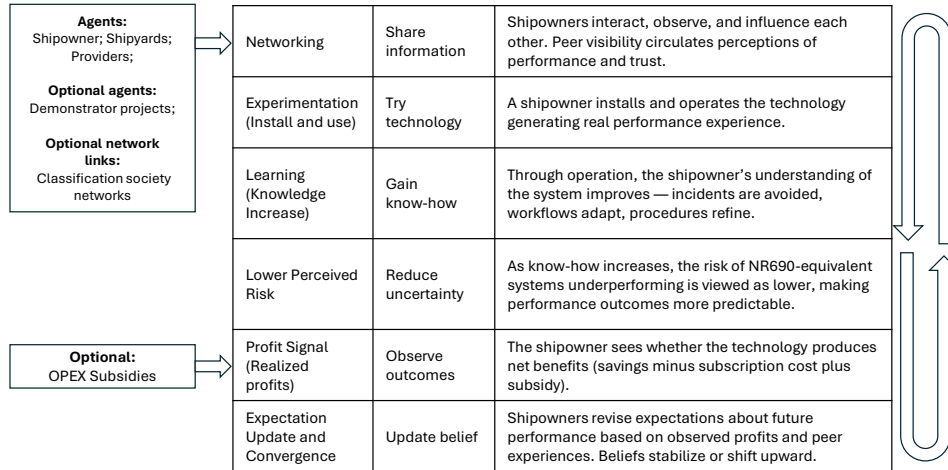 Agents:
Shipowner; Shipyards;
Providers;
Optional agents:
Demonstrator projects;
Optional network
links:
Classification society
networks
Networking
Share
information
Shipowners interact, observe, and influence each
other. Peer visibility circulates perceptions of
performance and trust.
Experimentation
(Install and use)
Try
technology
A shipowner installs and operates the technology
generating real performance experience.
Learning
(Knowledge
Increase)
Gain
know-how
Through operation, the shipowner’s understanding of
the system improves — incidents are avoided,
workflows adapt, procedures refine.
Lower Perceived
Risk
Reduce
uncertainty
As know-how increases, the risk of NR690-equivalent
systems underperforming is viewed as lower, making
performance outcomes more predictable.
Optional:
OPEX Subsidies
Profit Signal
(Realized
profits)
Observe
outcomes
The shipowner sees whether the technology produces
net benefits (savings minus subscription cost plus
subsidy).
Expectation
Update and
Convergence
Update belief
Shipowners revise expectations about future
performance based on observed profits and peer
experiences. Beliefs stabilize or shift upward.